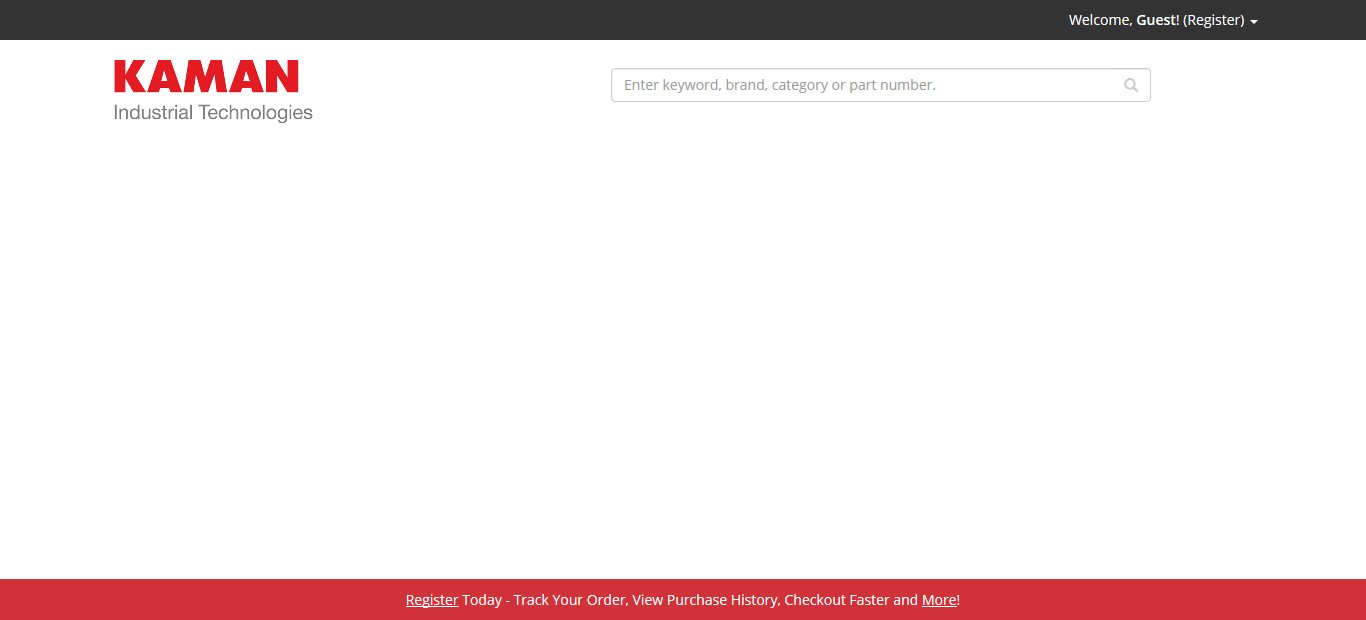 Welcome, Guest! (Register)
KAMAN
Industrial Technologies
Enter keyword, brand, category or part number.
Register Today - Track Your Order, View Purchase History, Checkout Faster and More!